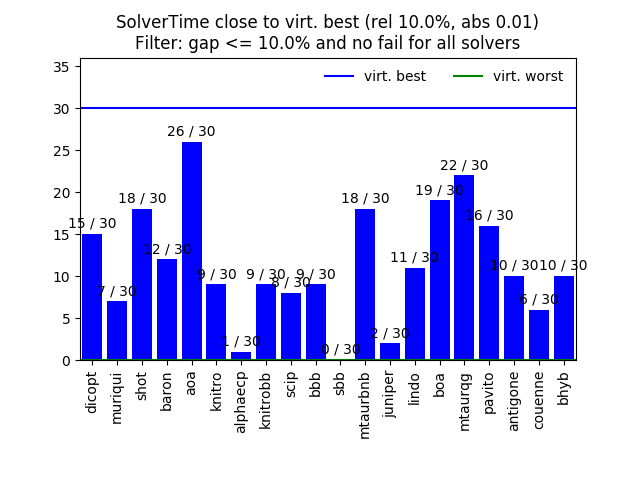 SolverTime close to virt. best (rel 10.0%, abs 0.01)
Filter: gap <= 10.0% and no fail for all solvers
virt. best
virt. worst
35
30
25
20
15
10
5
0
15 / 30
7 / 30
18 / 30
12 / 30
26 / 30
9 / 30
1 / 30
9 / 30
8 / 30
9 / 30
0 / 30
18 / 30
2 / 30
11 / 30
19 / 30
22 / 30
16 / 30
10 / 30
6 / 30
10 / 30
dicopt
muriqui
shot
baron
aoa
knitro
alphaecp
knitrobb
scip
bbb
sbb
mtaurbnb
juniper
lindo
boa
mtaurqg
pavito
antigone
couenne
bhyb